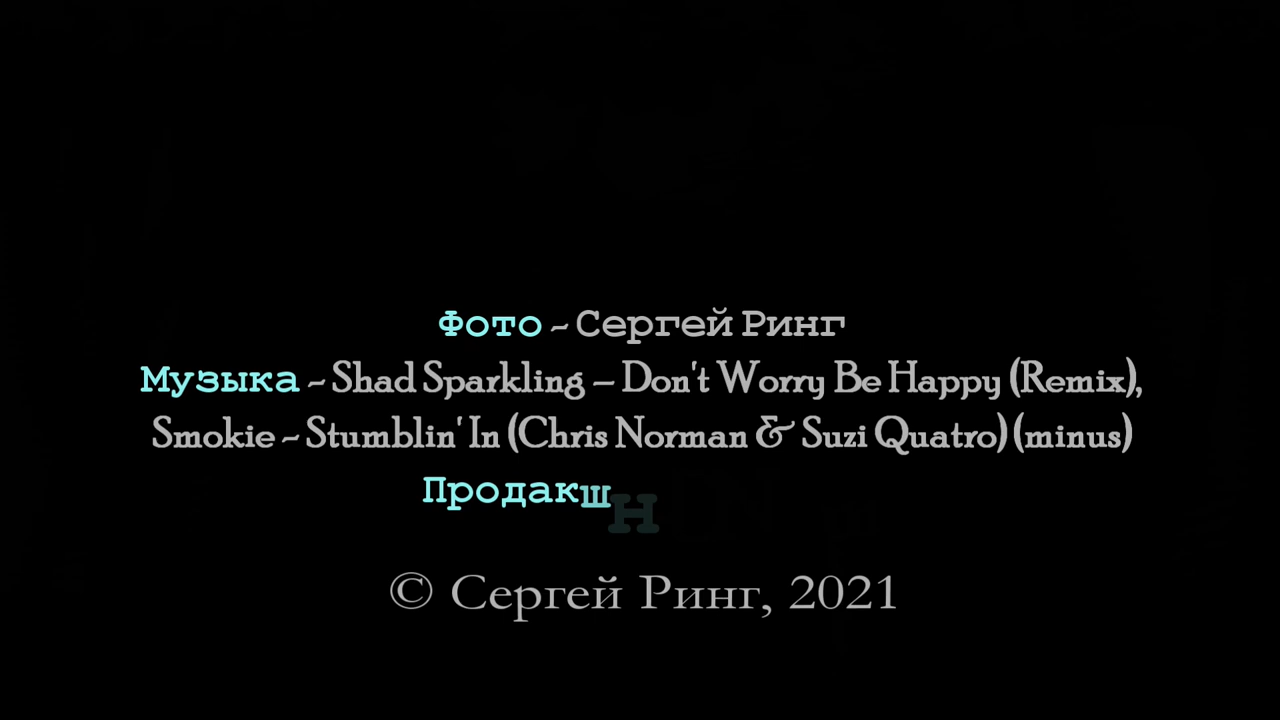 Фото - Сергей Ринг
Музыка - Shad Sparkling – Don't Worry Be Happy (Remix),
Smokie - Stumblin' In (Chris Norman & Suzi Quatro) (minus)
Продакшн
© Сергей Ринг, 2021